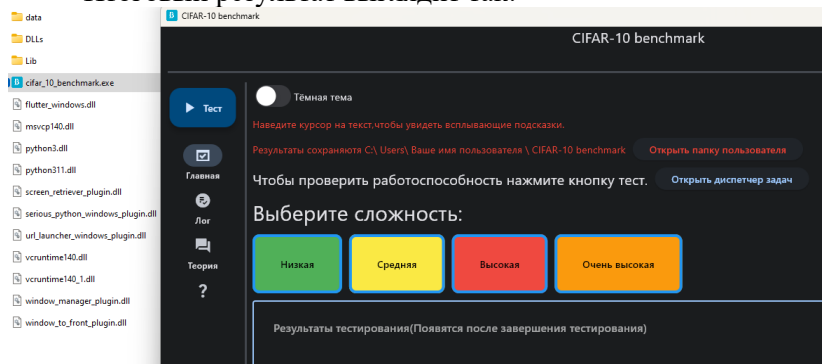 data
DLLs
Lib
cifar_10_benchmark.exe
flutter_windows.dll
msvcp140.dll
python3.dll
python311.dll
screen_retriever_plugin.dll
serious_python_windows_plugin.dll
url_launcher_windows_plugin.dll
vcruntime140.dll
vcruntime140_1.dll
window_manager_plugin.dll
window_to_front_plugin.dll
CIFAR-10 benchmark
CIFAR-10 benchmark
Тест
Главная
Лог
Теория
?
Тёмная тема
Наведите курсор на текст,чтобы увидеть всплывающие подсказки.
Результаты сохраняютя C:\ Users\ Ваше имя пользователя \ CIFAR-10 benchmark Открыть папку пользователя
Чтобы проверить работоспособность нажмите кнопку тест. Открыть диспетчер задач
Выберите сложность:
Низкая Средняя Высокая Очень высокая
Результаты тестирования(Появятся после завершения тестирования)